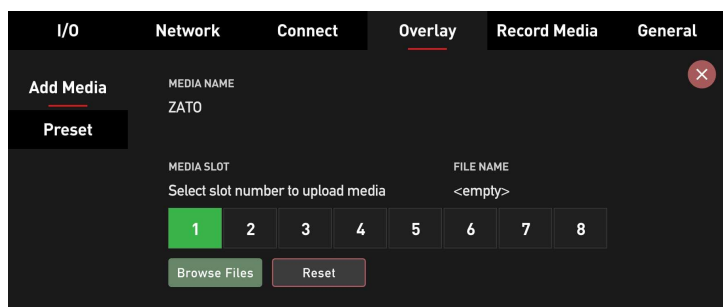 I/O Network Connect Overlay Record Media General
Add Media
Preset
MEDIA NAME
ZATO
MEDIA SLOT
Select slot number to upload media
FILE NAME
<empty>
1 2 3 4 5 6 7 8
Browse Files Reset